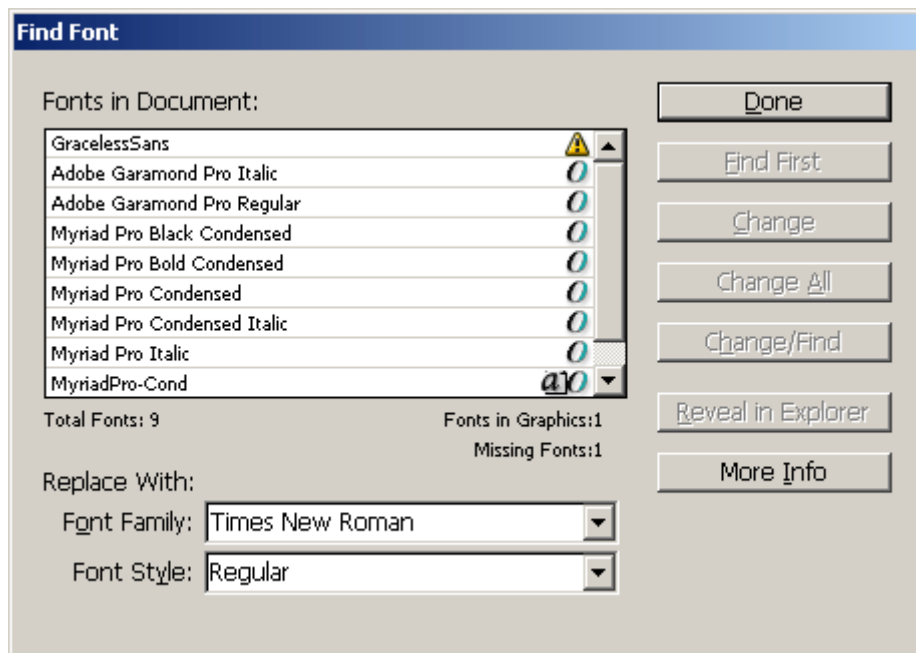 Find Font
Fonts in Document:
GracelessSans
Adobe Garamond Pro Italic
Adobe Garamond Pro Regular
Myriad Pro Black Condensed
Myriad Pro Bold Condensed
Myriad Pro Condensed
Myriad Pro Condensed Italic
Myriad Pro Italic
MyriadPro-Cond
Total Fonts: 9
Fonts in Graphics:1
Missing Fonts:1
Replace With:
Font Family: Times New Roman
Font Style: Regular
Done
Find First
Change
Change All
Change/Find
Reveal in Explorer
More Info